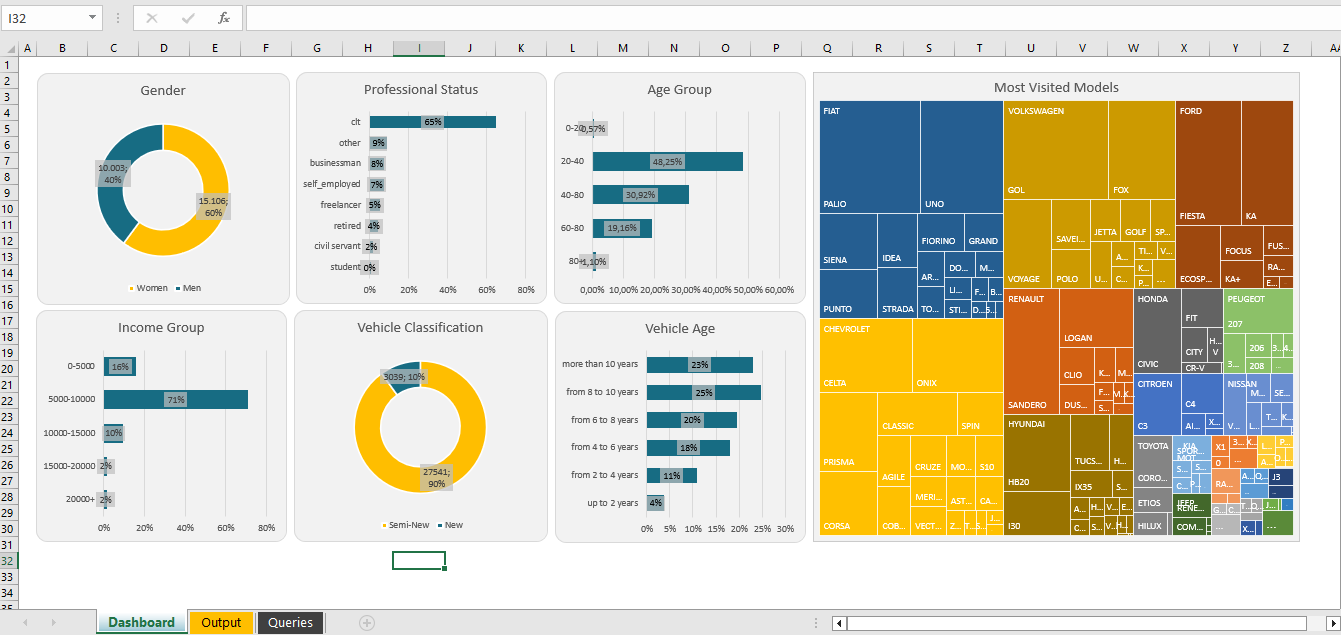 I32
fx
A B C D E F G H I J K L M N O P Q R S T U V W X Y Z AA
1
2
3
4
5
6
7
8
9
10
11
12
13
14
15
16
17
18
19
20
21
22
23
24
25
26
27
28
29
30
31
32
33
34
35
Gender
10.003;
40%
15.106;
60%
Women Men
Professional Status
clt 65%
other 9%
businessman 8%
self_employed 7%
freelancer 5%
retired 4%
civil servant 2%
student 0%
0% 20% 40% 60% 80%
Age Group
0-20 0,57%
20-40 48,25%
40-80 30,92%
60-80 19,16%
80+ 1,10%
0,00% 10,00% 20,00% 30,00% 40,00% 50,00% 60,00%
Income Group
0-5000 16%
5000-10000 71%
10000-15000 10%
15000-20000 2%
20000+ 2%
0% 20% 40% 60% 80%
Vehicle Classification
3039; 10%
27541;
90%
Semi-New New
Vehicle Age
more than 10 years 23%
from 8 to 10 years 25%
from 6 to 8 years 20%
from 4 to 6 years 18%
from 2 to 4 years 11%
up to 2 years 4%
0% 5% 10% 15% 20% 25% 30%
Most Visited Models
FIAT
PALIO
UNO
SIENA
IDEA
FIORINO
GRAND
PUNTO
STRADA
AR...
DO...
M...
LI...
F...
B...
TO...
STI...
D...
S...
VOLKSWAGEN
GOL
FOX
VOYAGE
SAVEI...
POLO
JETTA
GOLF
SP...
A...
TI...
V...
U...
C...
K...
P...
...
FORD
FIESTA
KA
ECOSP...
FOCUS
KA+
FUS...
RA...
E...
CHEVROLET
CELTA
ONIX
PRISMA
CLASSIC
SPIN
CORSA
AGILE
COB...
CRUZE
MO...
S10
MERI...
AST...
CA...
VECT...
Z...
T...
S...
J...
RENAULT
SANDERO
LOGAN
CLIO
DUS...
K...
M...
F...
M...
K...
S...
HYUNDAI
HB20
I30
TUCS...
H...
IX35
S...
A...
H...
V...
E...
C...
S...
V...
H...
HONDA
CIVIC
FIT
CITY
H...
V
CR-V
PEUGEOT
207
3...
206
3...
4...
208
...
CITROEN
C3
C4
AI...
X...
NISSAN
M...
SE...
V...
L...
T...
K...
TOYOTA
CORO...
ETIOS
HILUX
KIA
SPOR...
MOT
S...
S...
C...
P...
X1
0
3...
X...
...
L...
P...
A...
D...
RA...
A...
Q...
J3
JEEP
RENE...
COM...
G...
C...
...
T...
Q...
J...
X...
...
Dashboard Output Queries